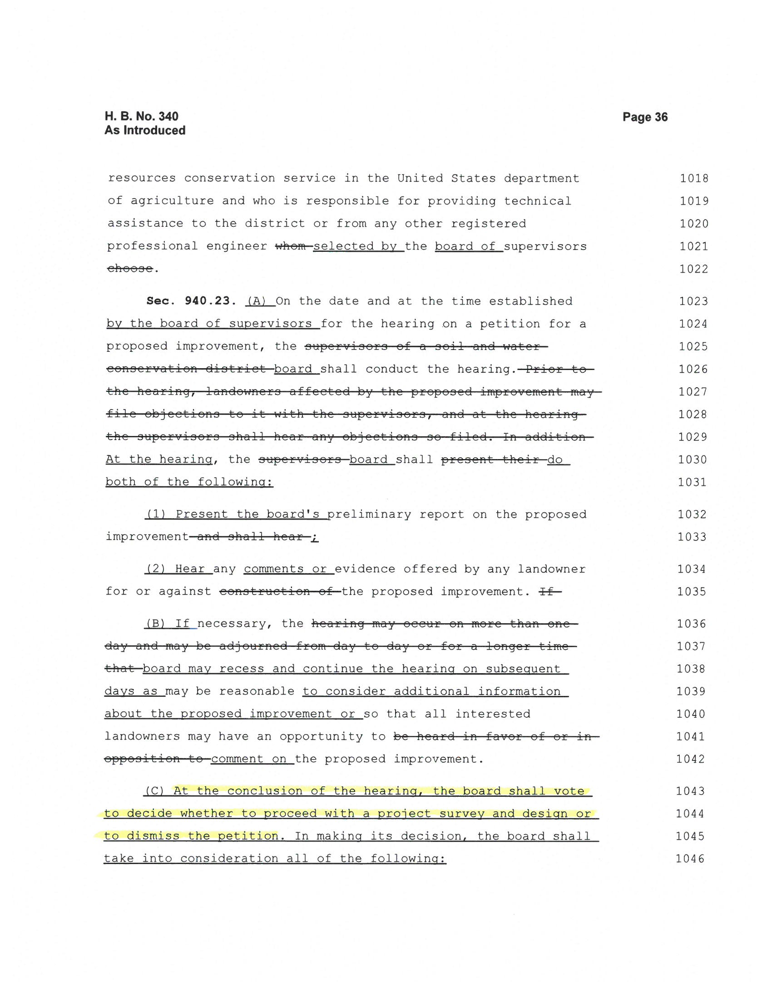 H. B. No. 340
Page 36
As Introduced
resources conservation service in the United States department 1018
of agriculture and who is responsible for providing technical 1019
assistance to the district or from any other registered 1020
professional engineer whom selected by the board of supervisors 1021
choose. 1022
Sec. 940.23. (A) On the date and at the time established 1023
by the board of supervisors for the hearing on a petition for a 1024
proposed improvement, the supervisors of a soil and water 1025
conservation district board shall conduct the hearing. Prior to 1026
the hearing, landowners affected by the proposed improvement may 1027
file objections to it with the supervisors, and at the hearing 1028
the supervisors shall hear any objections so filed. In addition 1029
At the hearing, the supervisors board shall present their do 1030
both of the following: 1031
(1) Present the board's preliminary report on the proposed 1032
improvement and shall hear ; 1033
(2) Hear any comments or evidence offered by any landowner 1034
for or against construction of the proposed improvement. If 1035
(B) If necessary, the hearing may occur on more than one 1036
day and may be adjourned from day to day or for a longer time 1037
that board may recess and continue the hearing on subsequent 1038
days as may be reasonable to consider additional information 1039
about the proposed improvement or so that all interested 1040
landowners may have an opportunity to be heard in favor of or in 1041
opposition to comment on the proposed improvement. 1042
(C) At the conclusion of the hearing, the board shall vote 1043
to decide whether to proceed with a project survey and design or 1044
to dismiss the petition. In making its decision, the board shall 1045
take into consideration all of the following: 1046